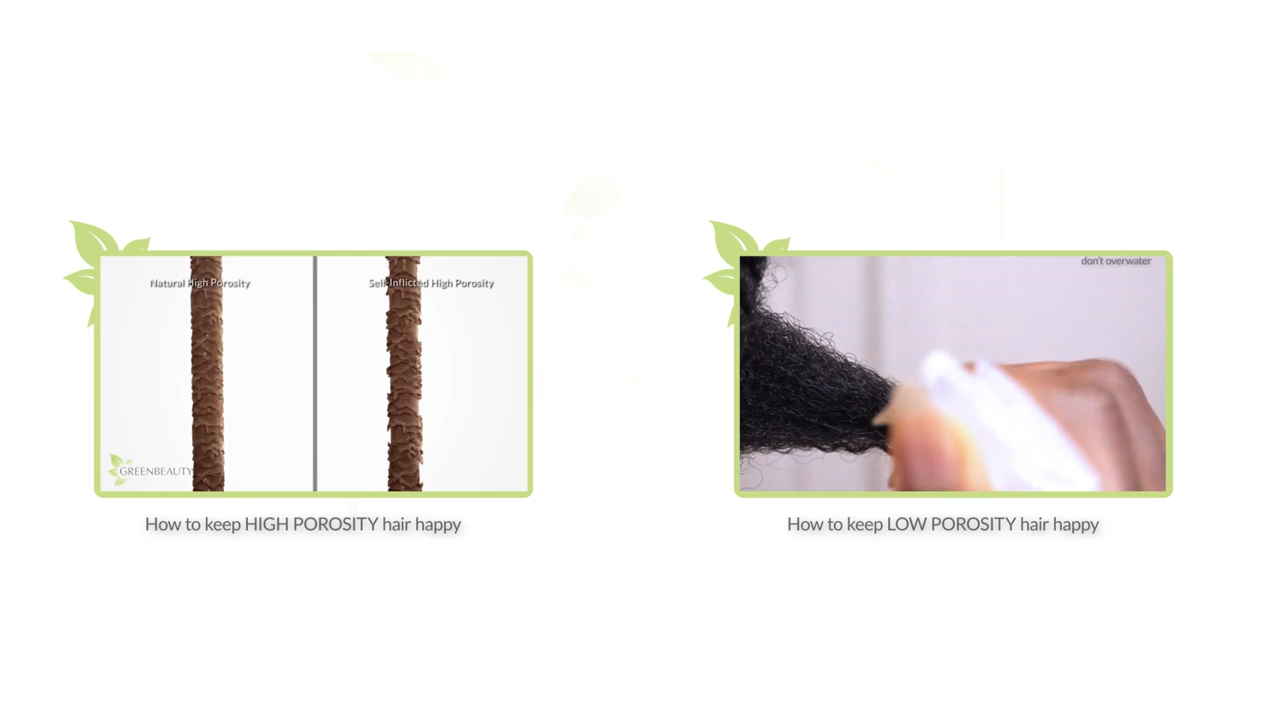 Natural High Porosity
Self-Inflicted High Porosity
GREENBEAUTY
How to keep HIGH POROSITY hair happy
don't overwater
How to keep LOW POROSITY hair happy